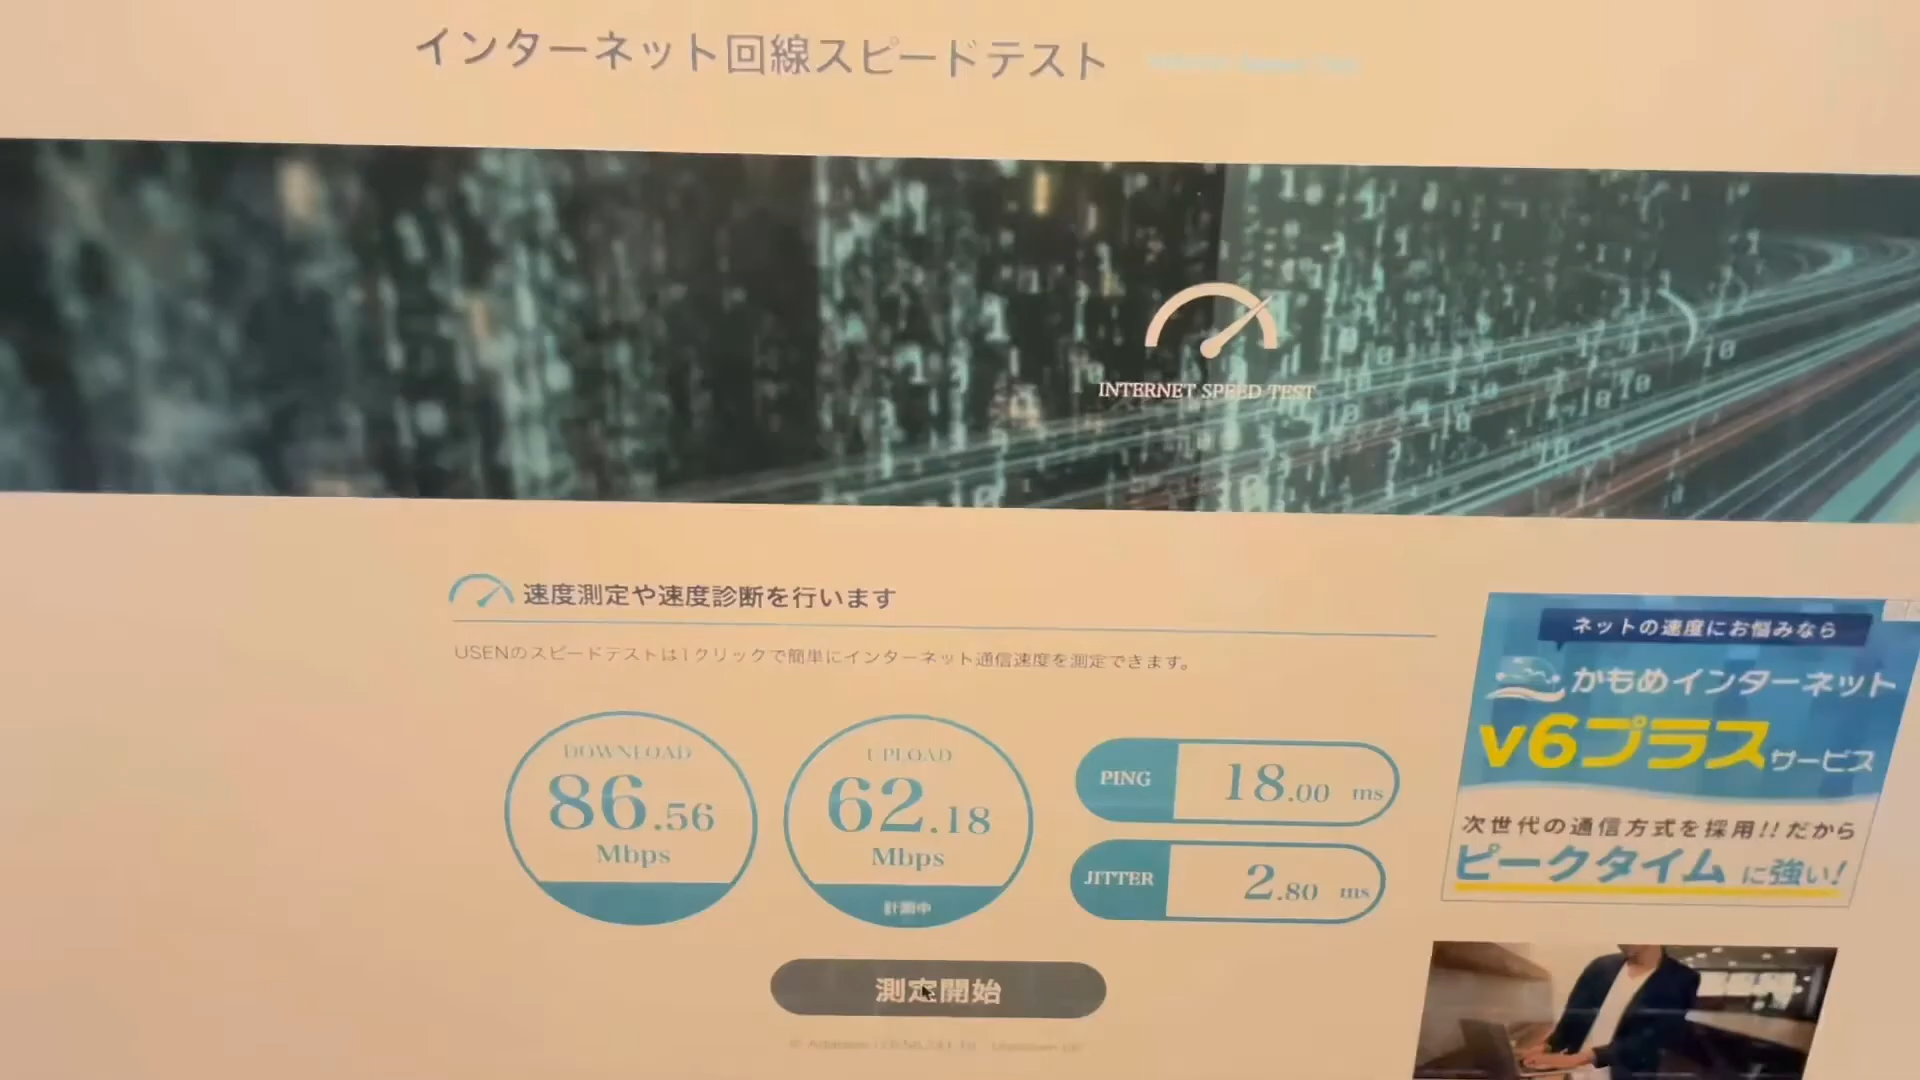 インターネット回線スピードテスト
INTERNET SPEED TEST
速度測定や速度診断を行います
USENのスピードテストは1クリックで簡単にインターネット通信速度を測定できます。
DOWNLOAD
86.56
Mbps
UPLOAD
62.18
Mbps
計測中
PING 18.00 ms
JITTER 2.80 ms
測定開始
ネットの速度にお悩みなら
かもめインターネット
v6プラスサービス
次世代の通信方式を採用!!だから
ピークタイムに強い!